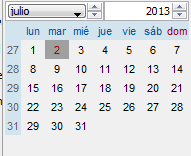 julio 2013
lun mar mié jue vie sáb dom
27 1 2 3 4 5 6 7
28 8 9 10 11 12 13 14
29 15 16 17 18 19 20 21
30 22 23 24 25 26 27 28
31 29 30 31